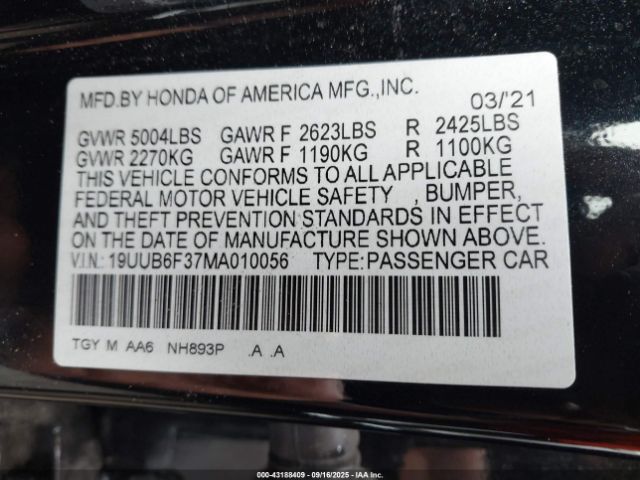 MFD.BY HONDA OF AMERICA MFG.,INC. 03/'21
GVWR 5004LBS GAWR F 2623LBS R 2425LBS
GVWR 2270KG GAWR F 1190KG R 1100KG
THIS VEHICLE CONFORMS TO ALL APPLICABLE
FEDERAL MOTOR VEHICLE SAFETY , BUMPER,
AND THEFT PREVENTION STANDARDS IN EFFECT
ON THE DATE OF MANUFACTURE SHOWN ABOVE.
V.I.N.: 19UUB6F37MA010056 TYPE:PASSENGER CAR
TGY M AA6 NH893P .A .A
000-43188409 | 09/16/2025 | IAA Inc.